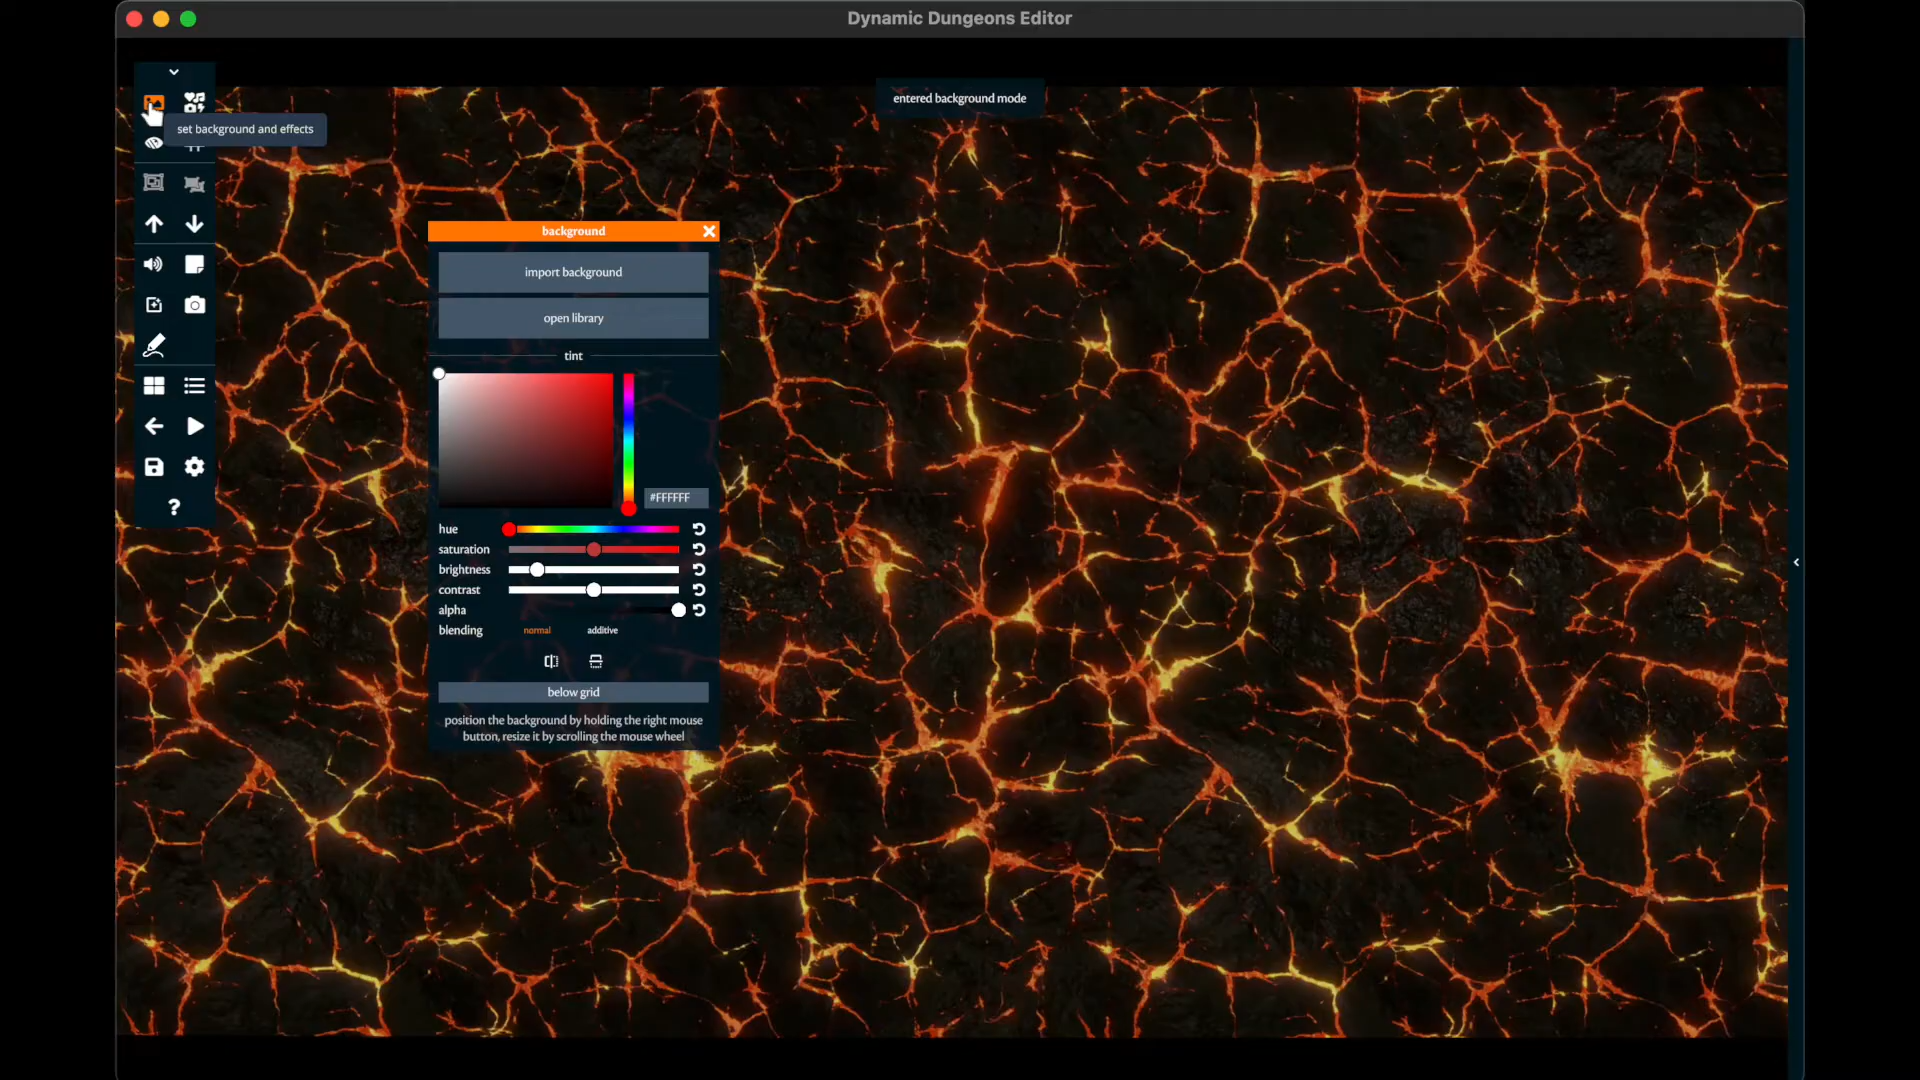 Dynamic Dungeons Editor
entered background mode
set background and effects
background
import background
open library
tint
#FFFFFF
hue
saturation
brightness
contrast
alpha
blending normal additive
below grid
position the background by holding the right mouse
button, resize it by scrolling the mouse wheel
?